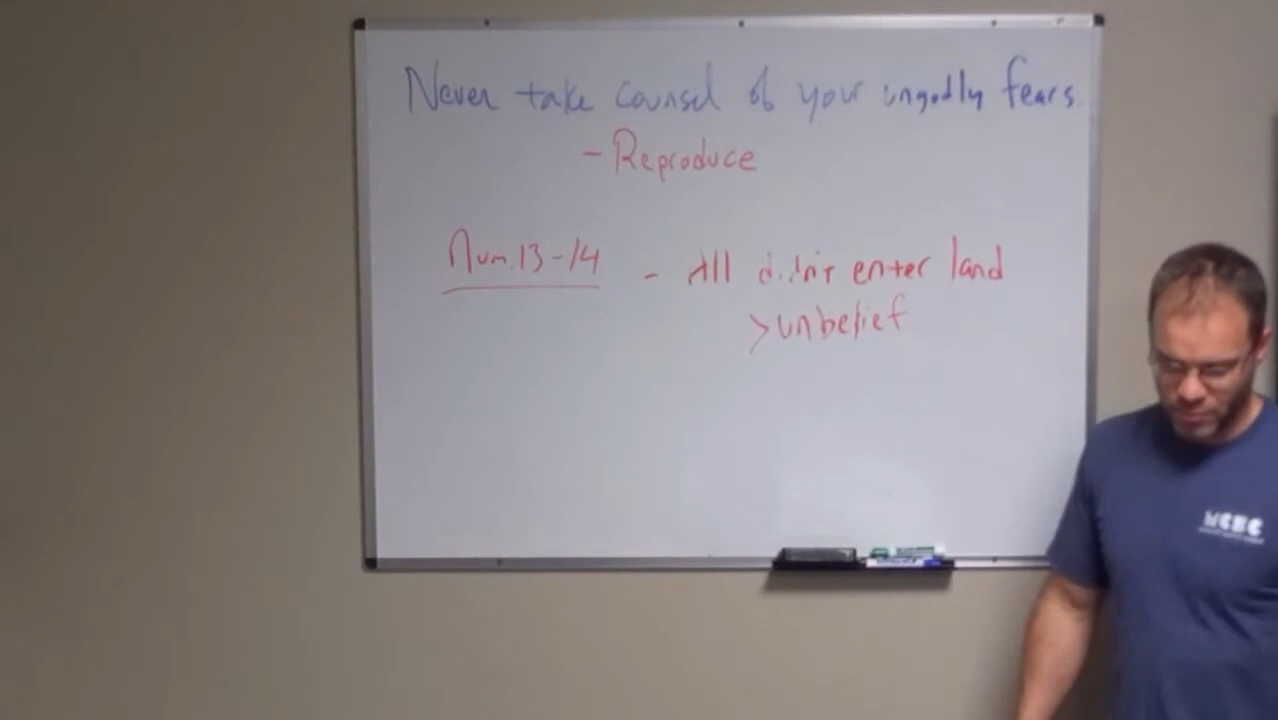 Never take counsel of your ungodly fears.
- Reproduce
Num. 13-14 - All didn't enter land
> unbelief